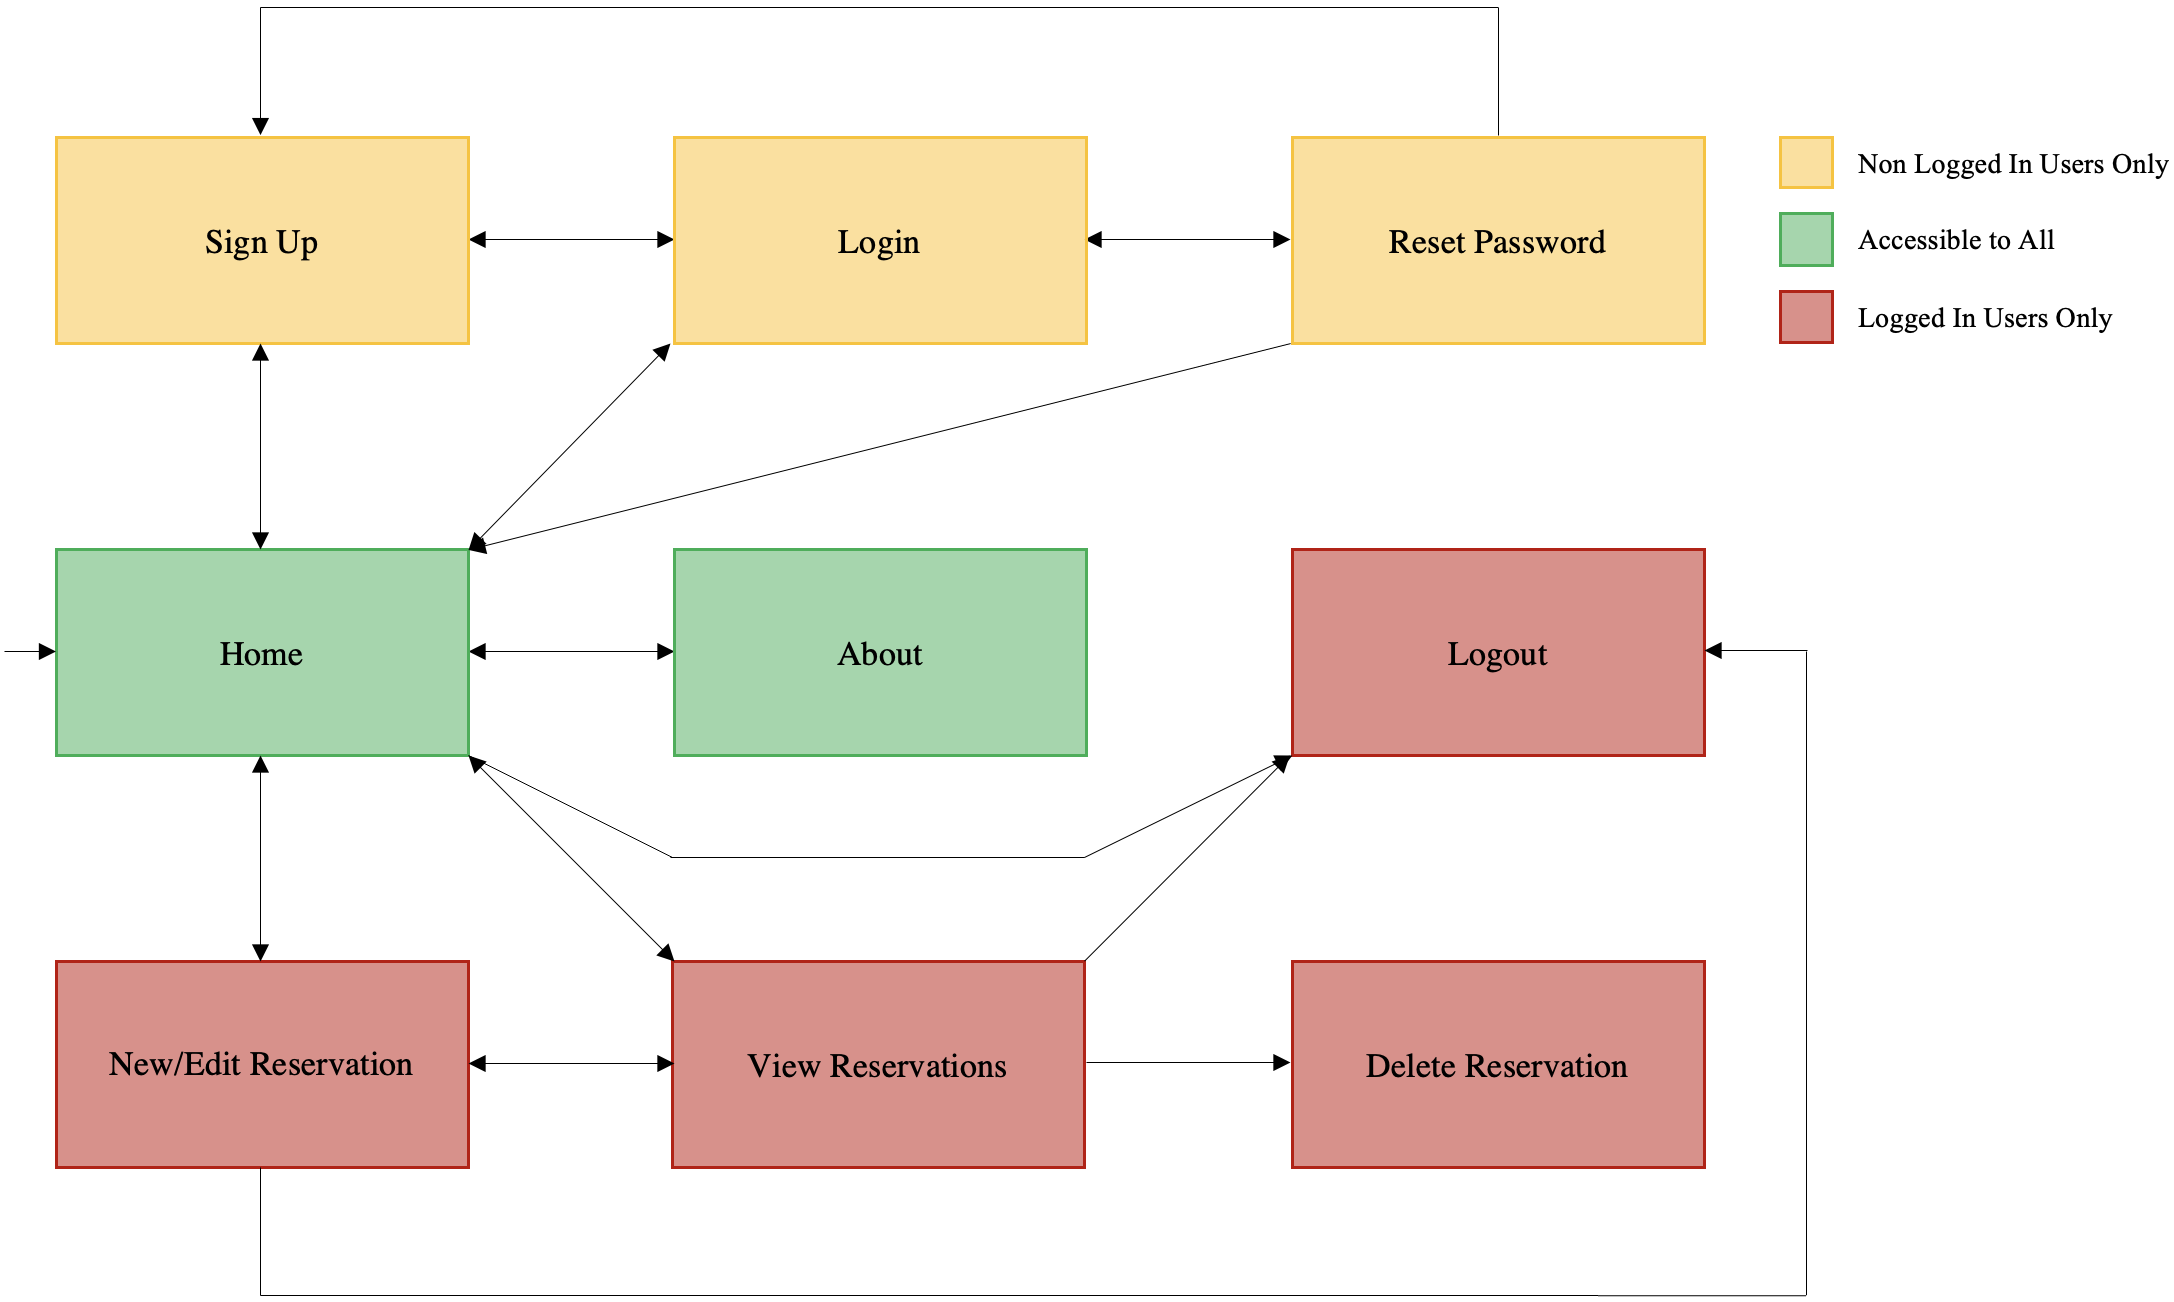 Sign Up
Login
Reset Password
Non Logged In Users Only
Accessible to All
Logged In Users Only
Home
About
Logout
New/Edit Reservation
View Reservations
Delete Reservation